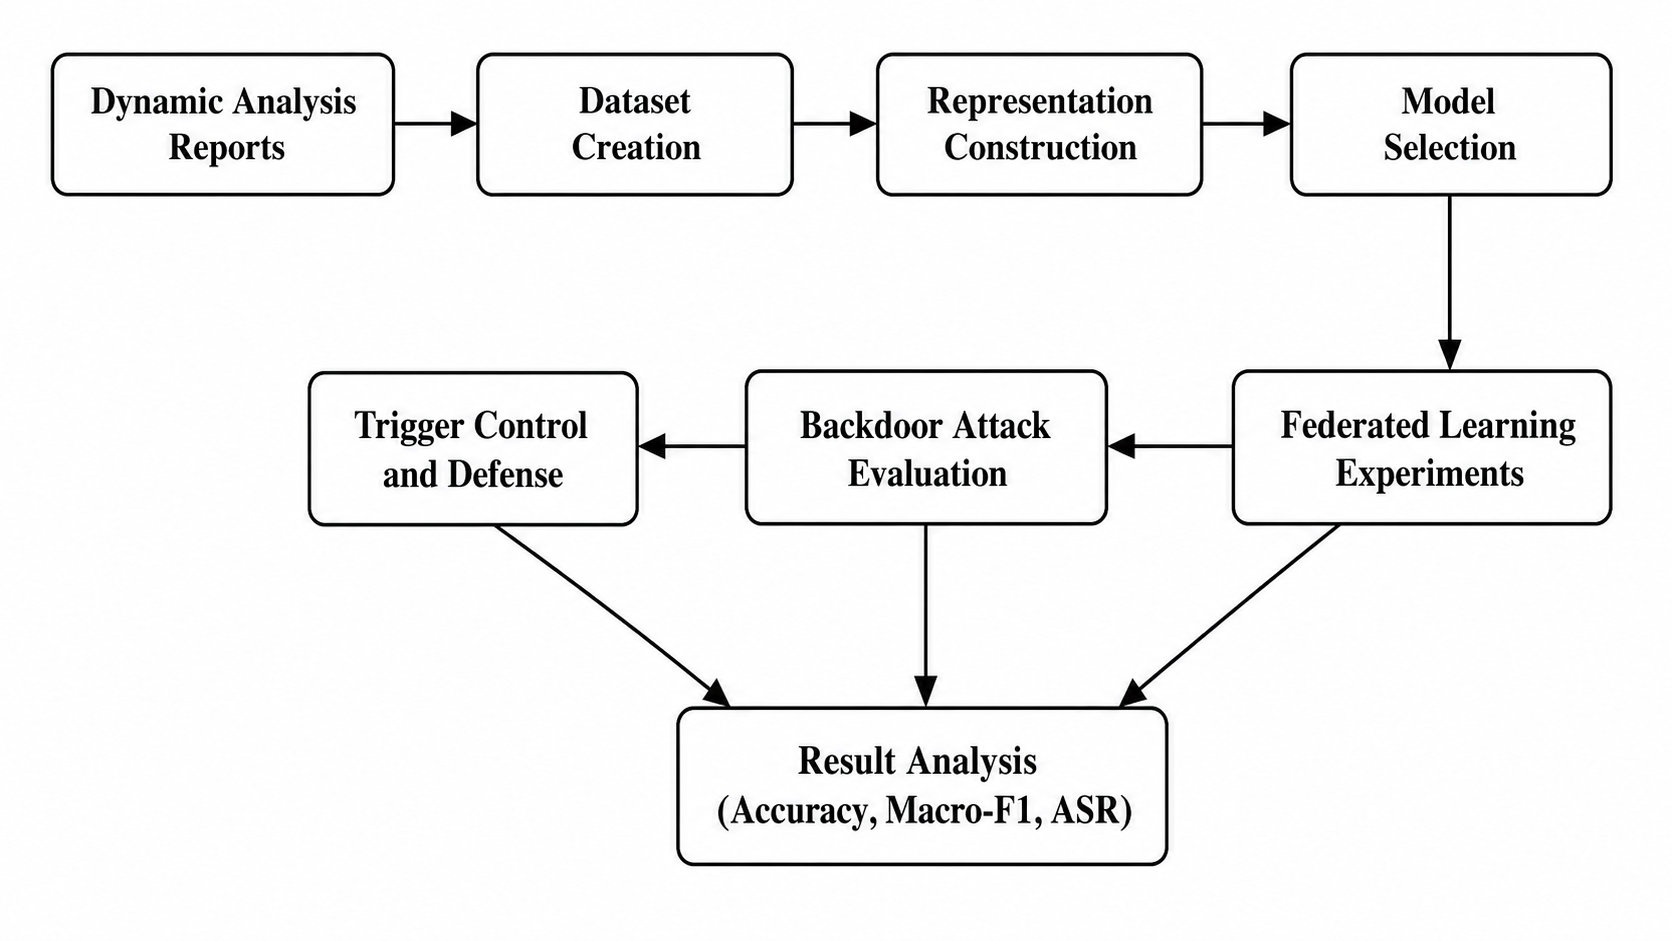 Dynamic Analysis
Reports
Dataset
Creation
Representation
Construction
Model
Selection
Trigger Control
and Defense
Backdoor Attack
Evaluation
Federated Learning
Experiments
Result Analysis
(Accuracy, Macro-F1, ASR)